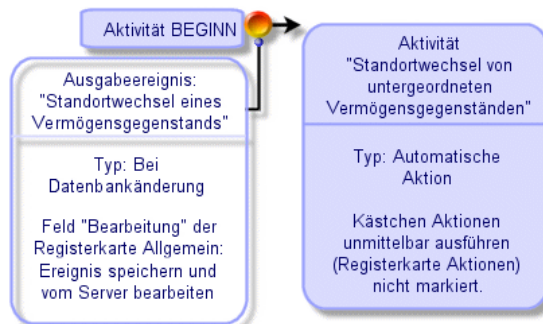 Aktivität BEGINN
Ausgabeereignis:
"Standortwechsel eines
Vermögensgegenstands"
Typ: Bei
Datenbankänderung
Feld "Bearbeitung" der
Registerkarte Allgemein:
Ereignis speichern und
vom Server bearbeiten
Aktivität
"Standortwechsel von
untergeordneten
Vermögensgegenständen"
Typ: Automatische
Aktion
Kästchen Aktionen
unmittelbar ausführen
(Registerkarte Aktionen)
nicht markiert.